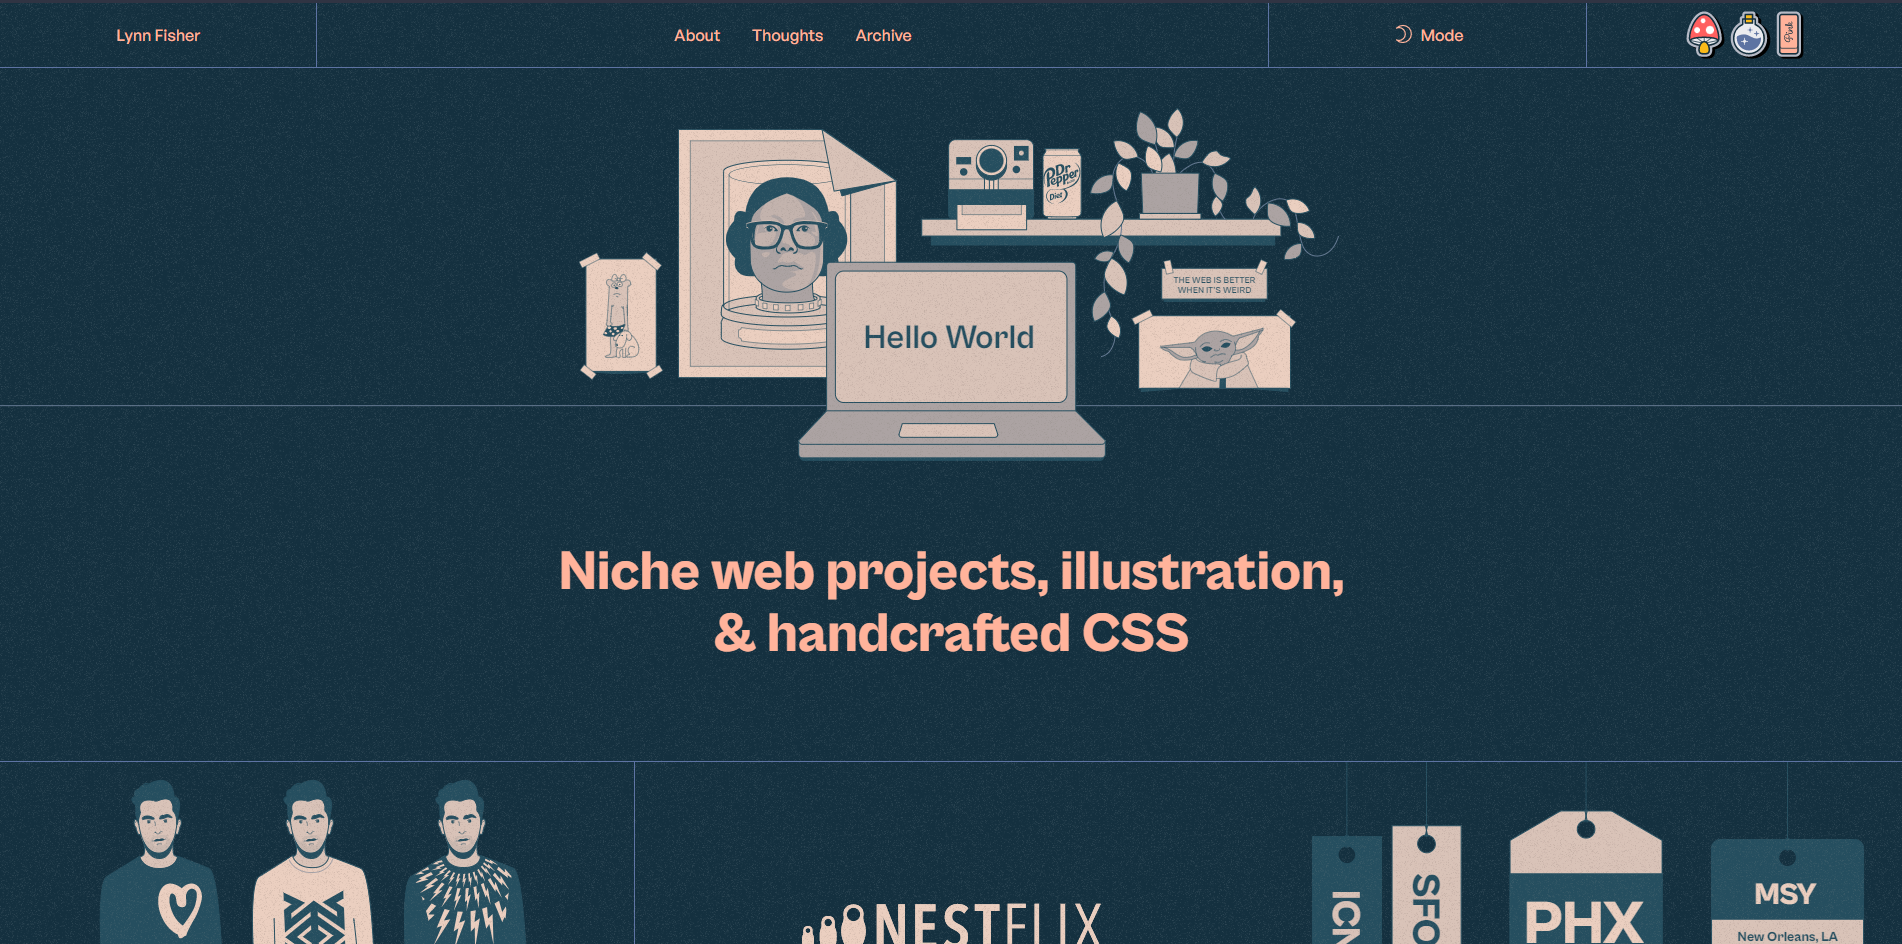 Lynn Fisher
About
Thoughts
Archive
Mode
Pink
Dr
Pepper
Diet
THE WEB IS BETTER
WHEN IT'S WEIRD
Hello World
Niche web projects, illustration,
& handcrafted CSS
NESTFLIX
ICN
SFO
PHX
MSY
New Orleans, LA